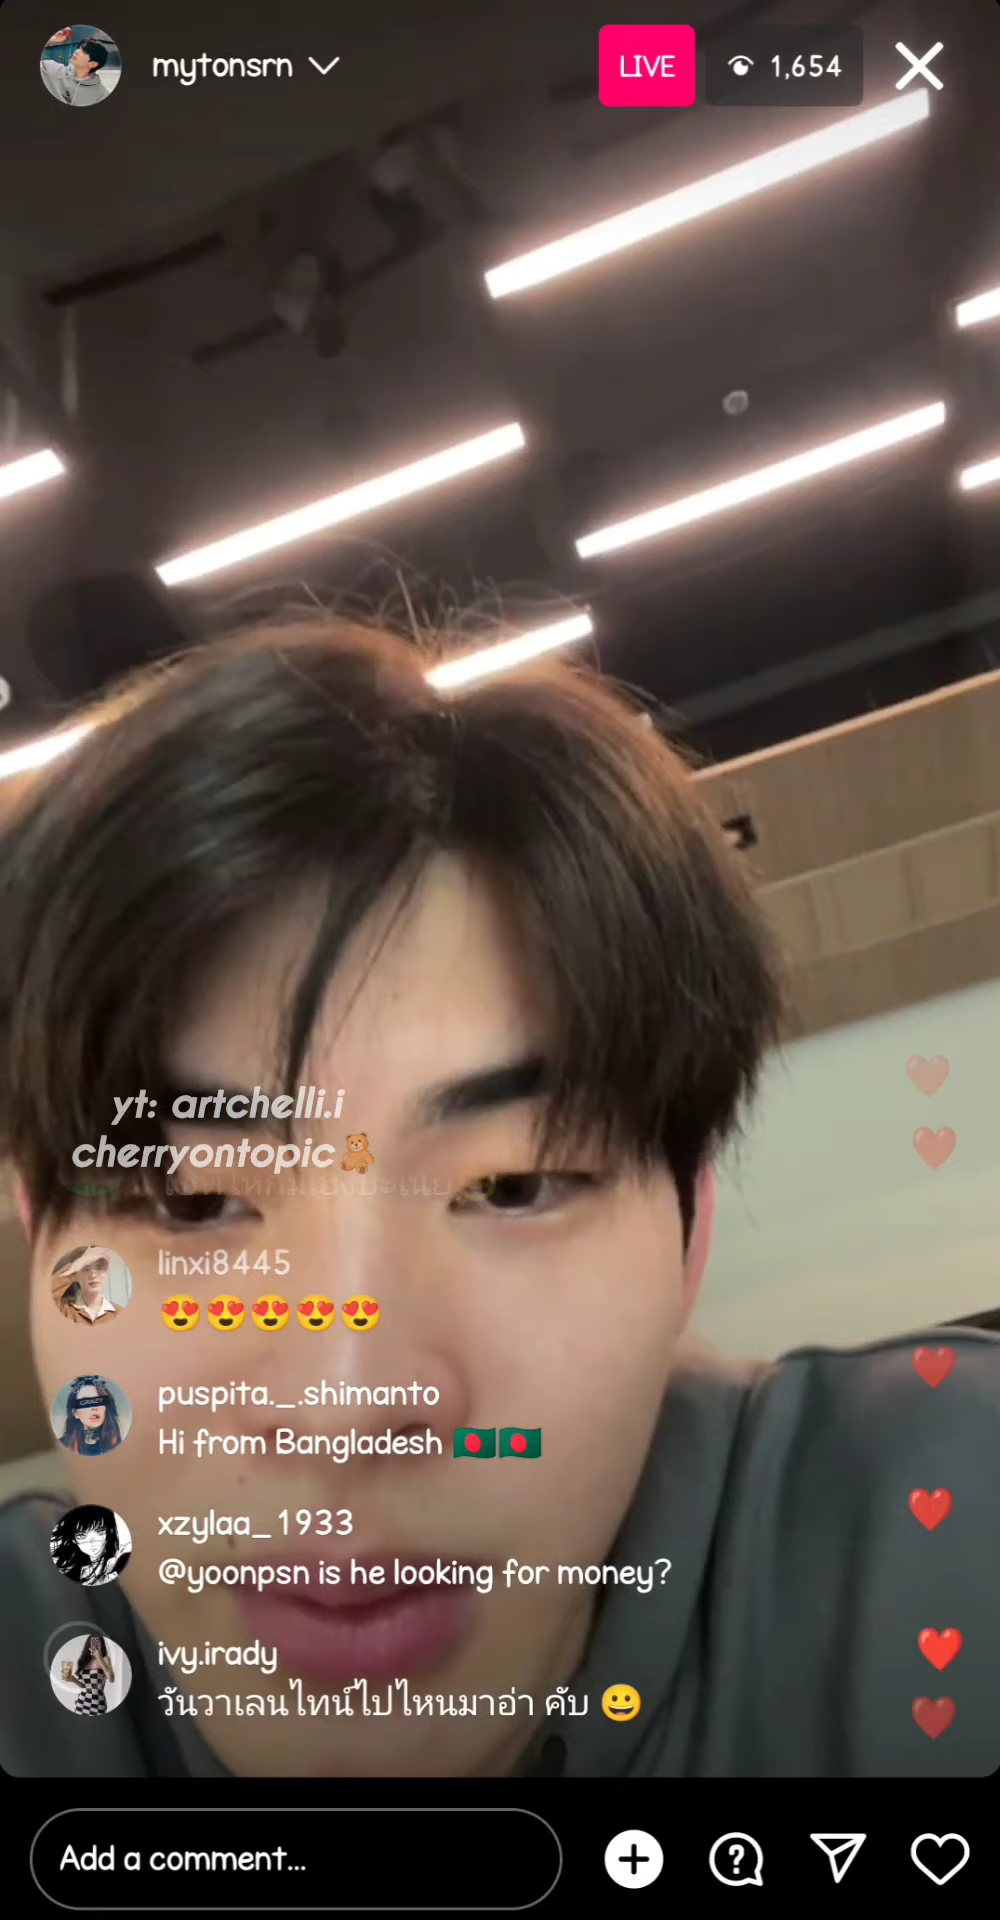 mytonsrn
LIVE
1,654
yt: artchelli.i
cherryontopic🧸
linxi8445
😍😍😍😍😍
puspita._.shimanto
Hi from Bangladesh 🇧🇩🇧🇩
xzylaa_1933
@yoonpsn is he looking for money?
ivy.irady
วันวาเลนไทน์ไปไหนมาอ่า คับ 😀
Add a comment...